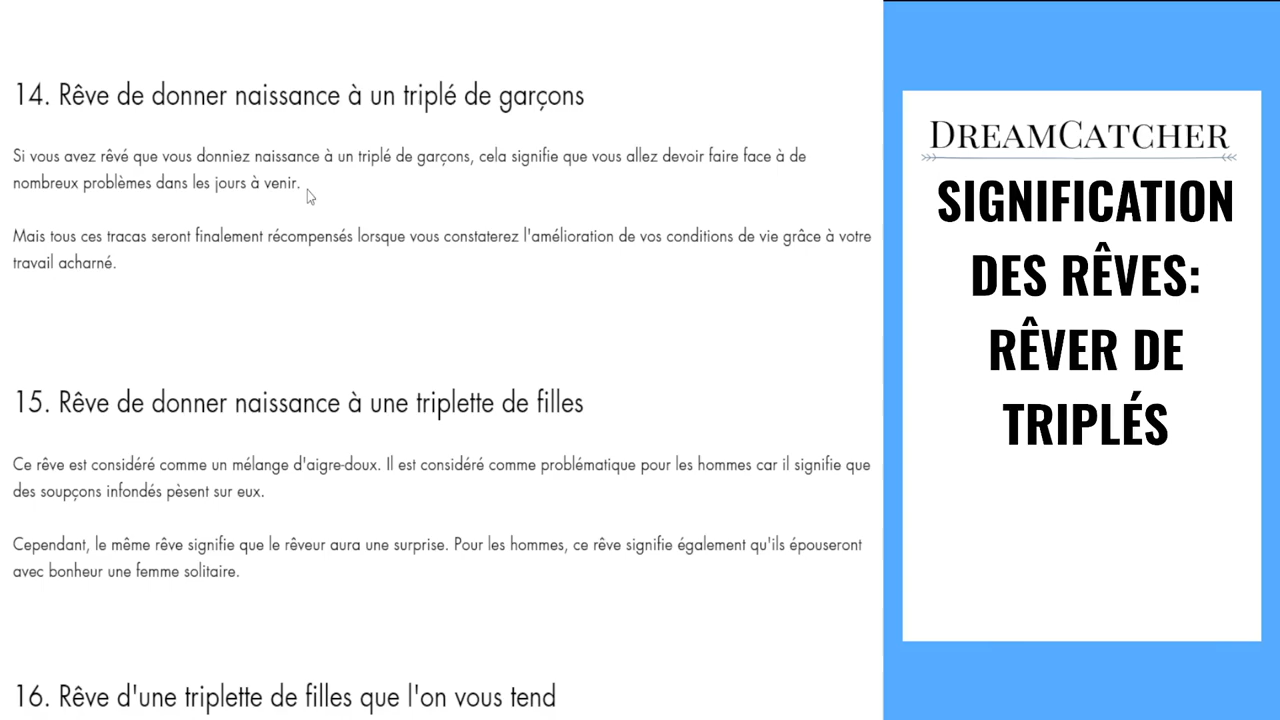 14. Rêve de donner naissance à un triplé de garçons
Si vous avez rêvé que vous donniez naissance à un triplé de garçons, cela signifie que vous allez devoir faire face à de
nombreux problèmes dans les jours à venir.
Mais tous ces tracas seront finalement récompensés lorsque vous constaterez l'amélioration de vos conditions de vie grâce à votre
travail acharné.
15. Rêve de donner naissance à une triplette de filles
Ce rêve est considéré comme un mélange d'aigre-doux. Il est considéré comme problématique pour les hommes car il signifie que
des soupçons infondés pèsent sur eux.
Cependant, le même rêve signifie que le rêveur aura une surprise. Pour les hommes, ce rêve signifie également qu'ils épouseront
avec bonheur une femme solitaire.
16. Rêve d'une triplette de filles que l'on vous tend
DREAMCATCHER
SIGNIFICATION
DES RÊVES:
RÊVER DE
TRIPLÉS